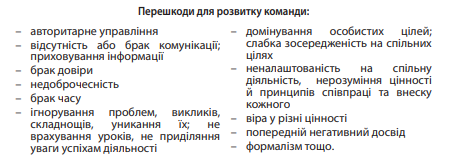 Перешкоди для розвитку команди:
– авторитарне управління
– відсутність або брак комунікації;
приховування інформації
– брак довіри
– недоброчесність
– брак часу
– ігнорування проблем, викликів,
складнощів, уникання їх; не
врахування уроків, не приділяння
уваги успіхам діяльності
– домінування особистих цілей;
слабка зосередженість на спільних
цілях
– неналаштованість на спільну
діяльність, нерозуміння цінності
й принципів співпраці та внеску
кожного
– віра у різні цінності
– попередній негативний досвід
– формалізм тощо.